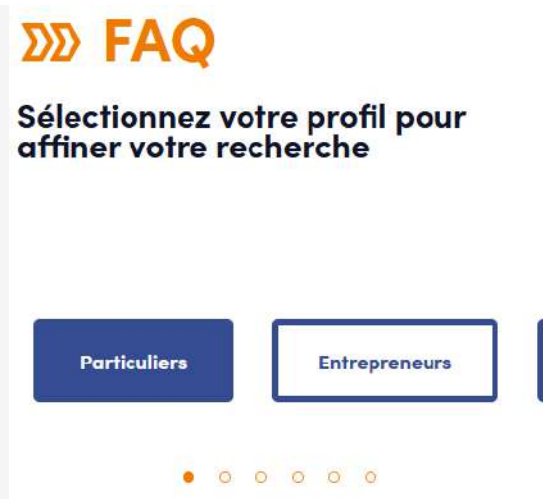 FAQ
Sélectionnez votre profil pour
affiner votre recherche
Particuliers
Entrepreneurs